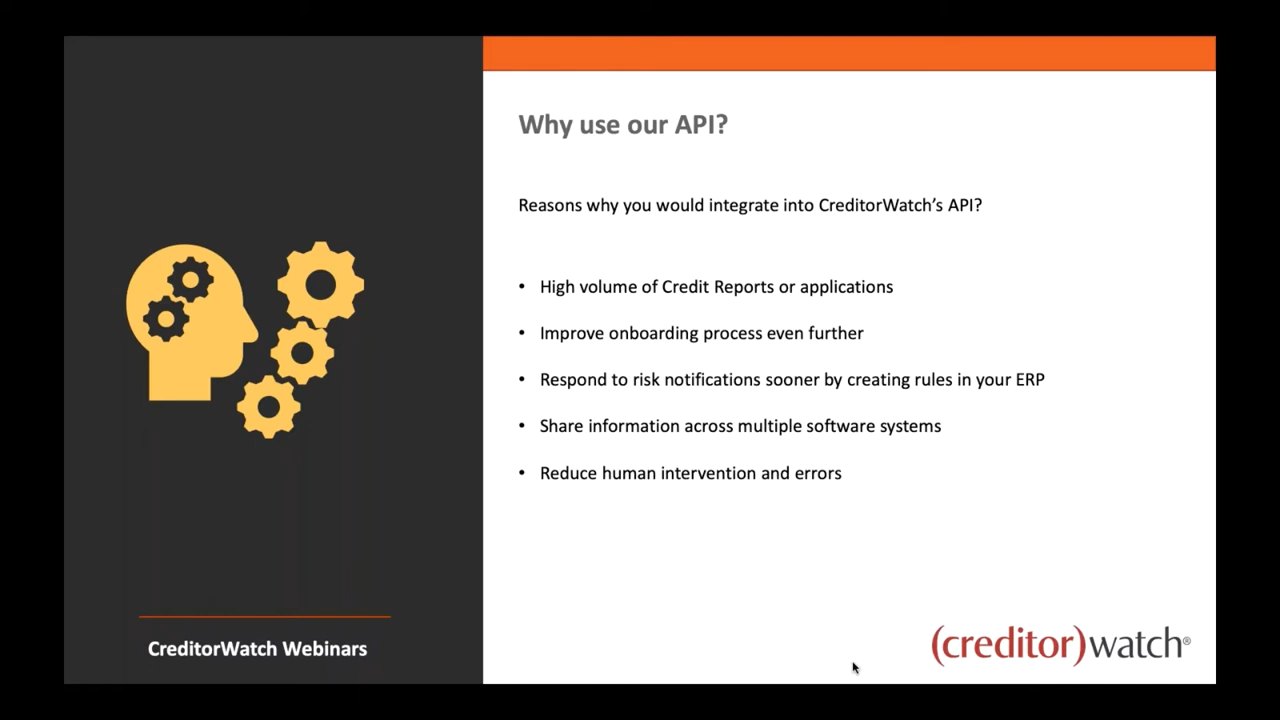 Why use our API?
Reasons why you would integrate into CreditorWatch’s API?
• High volume of Credit Reports or applications
• Improve onboarding process even further
• Respond to risk notifications sooner by creating rules in your ERP
• Share information across multiple software systems
• Reduce human intervention and errors
CreditorWatch Webinars
(creditor)watch®